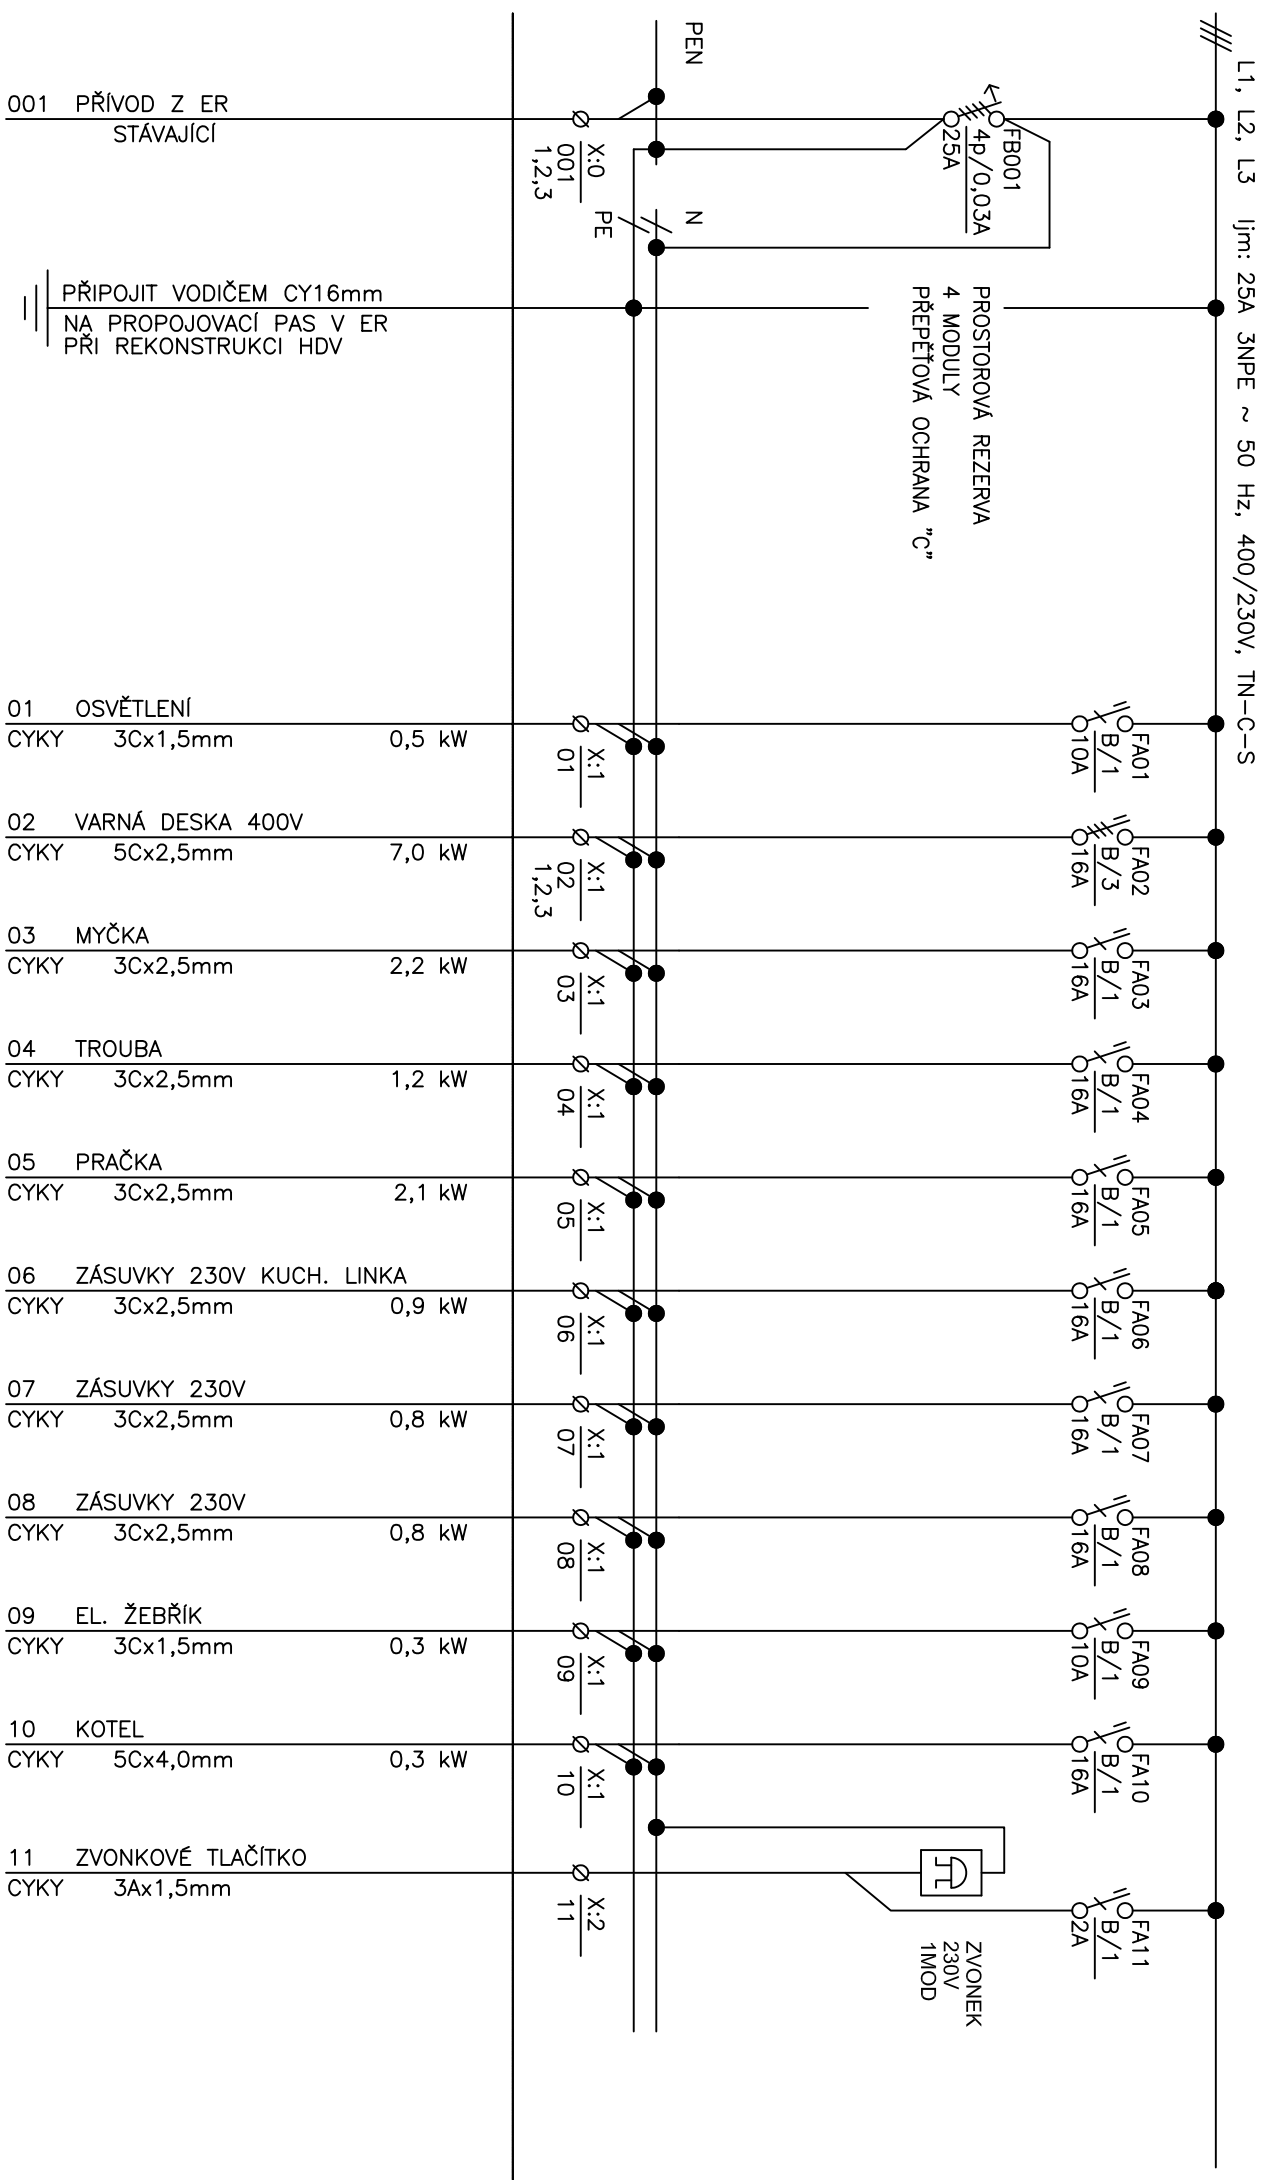 L1, L2, L3 Ijm: 25A 3NPE ~ 50 Hz, 400/230V, TN-C-S
PEN
FB001
4p/0,03A
25A
001 PŘÍVOD Z ER
STÁVAJÍCÍ
X:0
001
1,2,3
N
PE
PŘIPOJIT VODIČEM CY16mm
NA PROPOJOVACÍ PAS V ER
PŘI REKONSTRUKCI HDV
PROSTOROVÁ REZERVA
4 MODULY
PŘEPĚŤOVÁ OCHRANA "C"
01 OSVĚTLENÍ
CYKY 3Cx1,5mm 0,5 kW
X:1
01
FA01
B/1
10A
02 VARNÁ DESKA 400V
CYKY 5Cx2,5mm 7,0 kW
X:1
02
1,2,3
FA02
B/3
16A
03 MYČKA
CYKY 3Cx2,5mm 2,2 kW
X:1
03
FA03
B/1
16A
04 TROUBA
CYKY 3Cx2,5mm 1,2 kW
X:1
04
FA04
B/1
16A
05 PRAČKA
CYKY 3Cx2,5mm 2,1 kW
X:1
05
FA05
B/1
16A
06 ZÁSUVKY 230V KUCH. LINKA
CYKY 3Cx2,5mm 0,9 kW
X:1
06
FA06
B/1
16A
07 ZÁSUVKY 230V
CYKY 3Cx2,5mm 0,8 kW
X:1
07
FA07
B/1
16A
08 ZÁSUVKY 230V
CYKY 3Cx2,5mm 0,8 kW
X:1
08
FA08
B/1
16A
09 EL. ŽEBŘÍK
CYKY 3Cx1,5mm 0,3 kW
X:1
09
FA09
B/1
10A
10 KOTEL
CYKY 5Cx4,0mm 0,3 kW
X:1
10
FA10
B/1
16A
11 ZVONKOVÉ TLAČÍTKO
CYKY 3Ax1,5mm
X:2
11
FA11
B/1
2A
ZVONEK
230V
1MOD